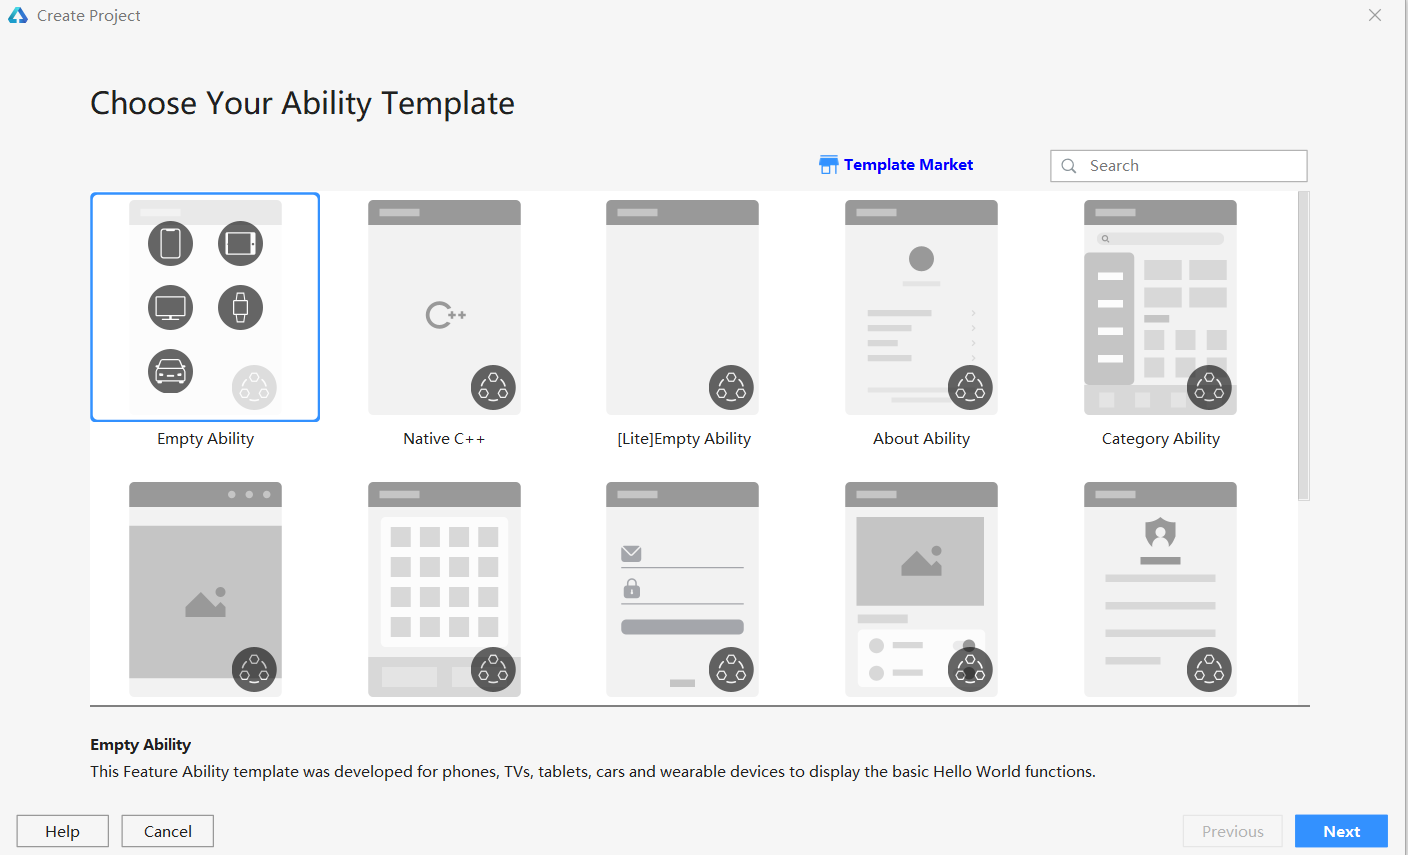 Create Project
Choose Your Ability Template
Template Market
Search
C++
Empty Ability
Native C++
[Lite]Empty Ability
About Ability
Category Ability
Empty Ability
This Feature Ability template was developed for phones, TVs, tablets, cars and wearable devices to display the basic Hello World functions.
Help
Cancel
Previous
Next